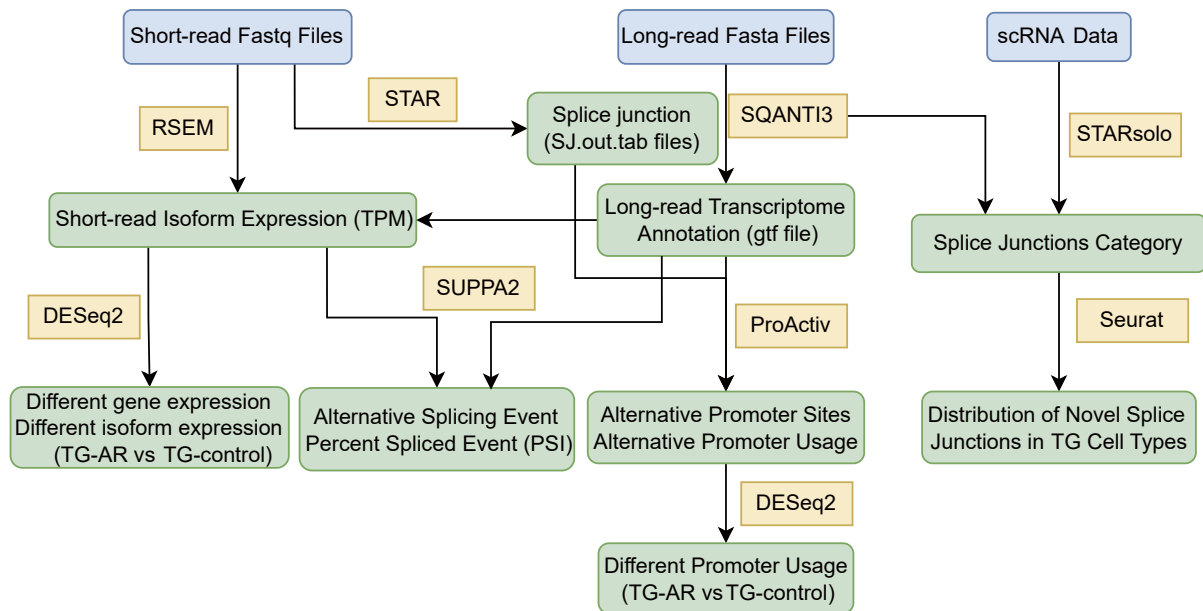 Short-read Fastq Files
Long-read Fasta Files
scRNA Data
STAR
RSEM
Splice junction
(SJ.out.tab files)
SQANTI3
STARsolo
Short-read Isoform Expression (TPM)
Long-read Transcriptome
Annotation (gtf file)
Splice Junctions Category
DESeq2
SUPPA2
ProActiv
Seurat
Different gene expression
Different isoform expression
(TG-AR vs TG-control)
Alternative Splicing Event
Percent Spliced Event (PSI)
Alternative Promoter Sites
Alternative Promoter Usage
Distribution of Novel Splice
Junctions in TG Cell Types
DESeq2
Different Promoter Usage
(TG-AR vs TG-control)